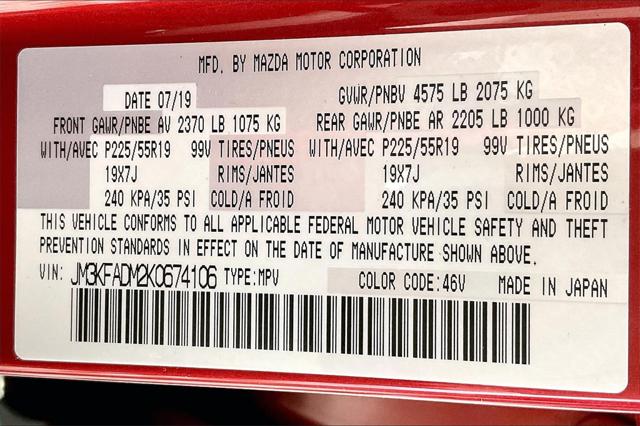 MFD. BY MAZDA MOTOR CORPORATION
DATE 07/19 GVWR/PNBV 4575 LB 2075 KG
FRONT GAWR/PNBE AV 2370 LB 1075 KG REAR GAWR/PNBE AR 2205 LB 1000 KG
WITH/AVEC P225/55R19 99V TIRES/PNEUS WITH/AVEC P225/55R19 99V TIRES/PNEUS
19X7J RIMS/JANTES 19X7J RIMS/JANTES
240 KPA/35 PSI COLD/A FROID 240 KPA/35 PSI COLD/A FROID
THIS VEHICLE CONFORMS TO ALL APPLICABLE FEDERAL MOTOR VEHICLE SAFETY AND THEFT
PREVENTION STANDARDS IN EFFECT ON THE DATE OF MANUFACTURE SHOWN ABOVE.
VIN: JM3KFADM2K0674106 TYPE:MPV COLOR CODE:46V MADE IN JAPAN